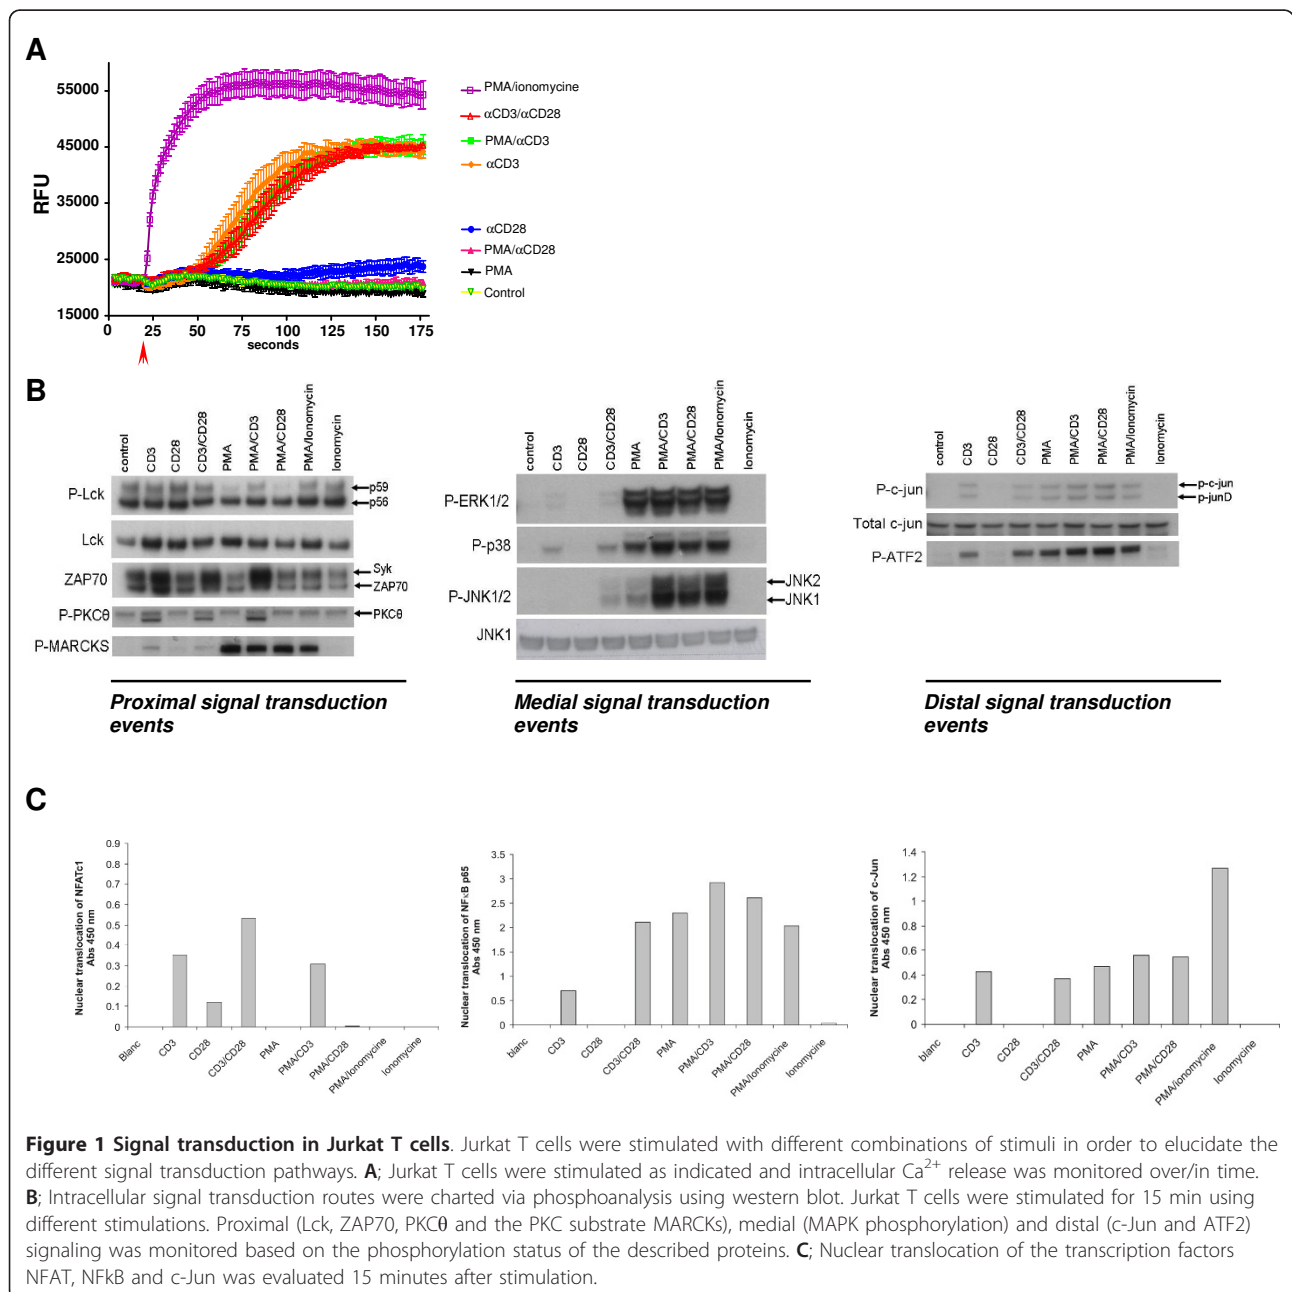 A
RFU
55000
45000
35000
25000
15000
0 25 50 75 100 125 150 175
seconds
PMA/ionomycine
αCD3/αCD28
PMA/αCD3
αCD3
αCD28
PMA/αCD28
PMA
Control
B
control CD3 CD28 CD3/CD28 PMA PMA/CD3 PMA/CD28 PMA/Ionomycin Ionomycin
P-Lck
p59
p56
Lck
ZAP70
Syk
ZAP70
P-PKCθ
PKCθ
P-MARCKS
Proximal signal transduction
events
control CD3 CD28 CD3/CD28 PMA PMA/CD3 PMA/CD28 PMA/Ionomycin Ionomycin
P-ERK1/2
P-p38
P-JNK1/2
JNK2
JNK1
JNK1
Medial signal transduction
events
control CD3 CD28 CD3/CD28 PMA PMA/CD3 PMA/CD28 PMA/Ionomycin Ionomycin
P-c-jun
p-c-jun
p-junD
Total c-jun
P-ATF2
Distal signal transduction
events
C
Nuclear translocation of NFATc1
Abs 450 nm
0.9
0.8
0.7
0.6
0.5
0.4
0.3
0.2
0.1
0
Blanc CD3 CD28 CD3/CD28 PMA PMA/CD3 PMA/CD28 PMA/Ionomycine Ionomycine
Nuclear translocation of NFκB p65
Abs 450 nm
3.5
3
2.5
2
1.5
1
0.5
0
blanc CD3 CD28 CD3/CD28 PMA PMA/CD3 PMA/CD28 PMA/Ionomycine Ionomycine
Nuclear translocation of c-Jun
Abs 450 nm
1.4
1.2
1
0.8
0.6
0.4
0.2
0
blanc CD3 CD28 CD3/CD28 PMA PMA/CD3 PMA/CD28 PMA/ionomycine Ionomycine
Figure 1 Signal transduction in Jurkat T cells. Jurkat T cells were stimulated with different combinations of stimuli in order to elucidate the
different signal transduction pathways. A; Jurkat T cells were stimulated as indicated and intracellular Ca²⁺ release was monitored over/in time.
B; Intracellular signal transduction routes were charted via phosphoanalysis using western blot. Jurkat T cells were stimulated for 15 min using
different stimulations. Proximal (Lck, ZAP70, PKCθ and the PKC substrate MARCKs), medial (MAPK phosphorylation) and distal (c-Jun and ATF2)
signaling was monitored based on the phosphorylation status of the described proteins. C; Nuclear translocation of the transcription factors
NFAT, NFkB and c-Jun was evaluated 15 minutes after stimulation.